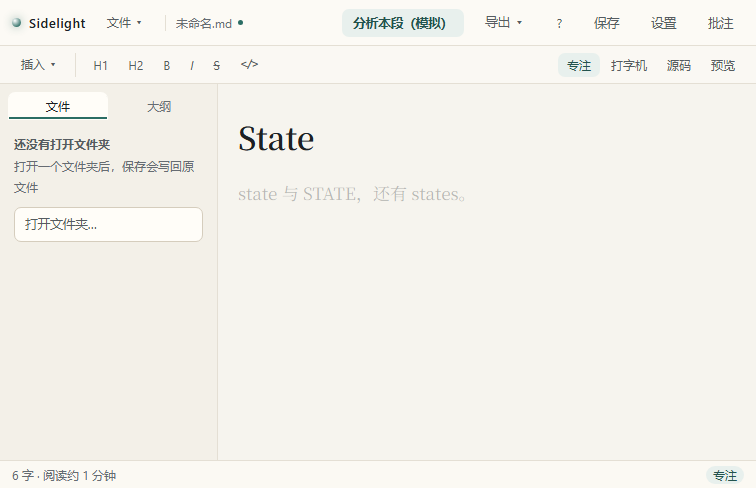 Sidelight 文件 未命名.md 分析本段（模拟） 导出 ? 保存 设置 批注
插入 H1 H2 B I S </> 专注 打字机 源码 预览
文件 大纲
还没有打开文件夹
打开一个文件夹后，保存会写回原
文件
打开文件夹...
State
state 与 STATE，还有 states。
6 字 · 阅读约 1 分钟 专注